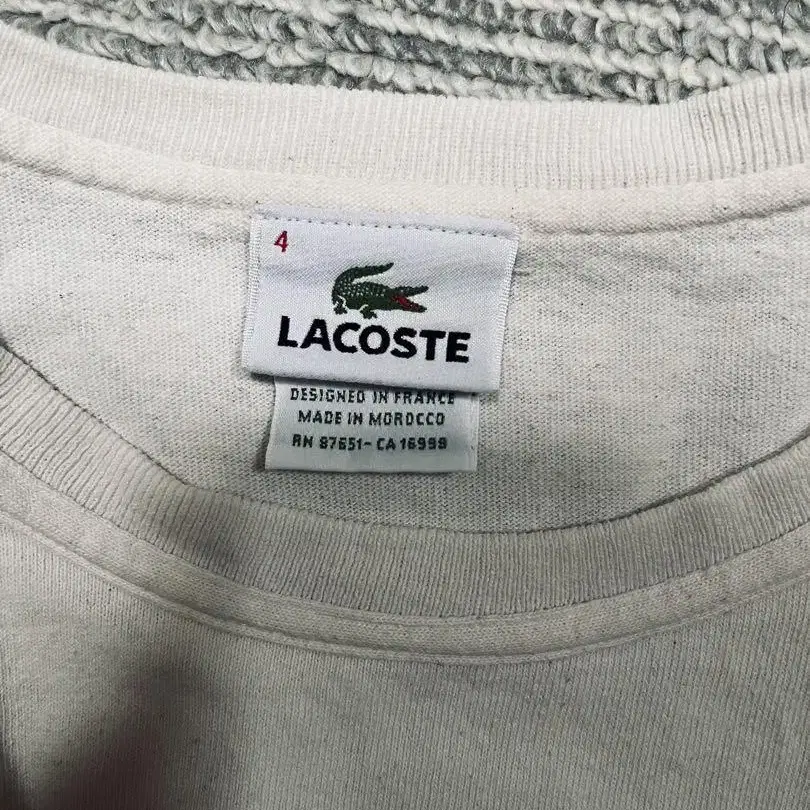 4
LACOSTE
DESIGNED IN FRANCE
MADE IN MOROCCO
RN 87651-CA 16999